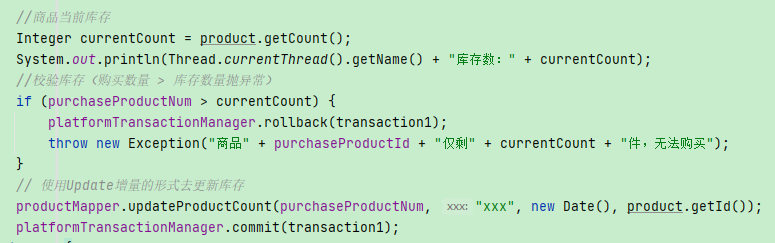 //商品当前库存
Integer currentCount = product.getCount();
System.out.println(Thread.currentThread().getName() + "库存数：" + currentCount);
//校验库存（购买数量 > 库存数量抛异常）
if (purchaseProductNum > currentCount) {
platformTransactionManager.rollback(transaction1);
throw new Exception("商品" + purchaseProductId + "仅剩" + currentCount + "件，无法购买");
}
// 使用Update增量的形式去更新库存
productMapper.updateProductCount(purchaseProductNum, xxx: "xxx", new Date(), product.getId());
platformTransactionManager.commit(transaction1);